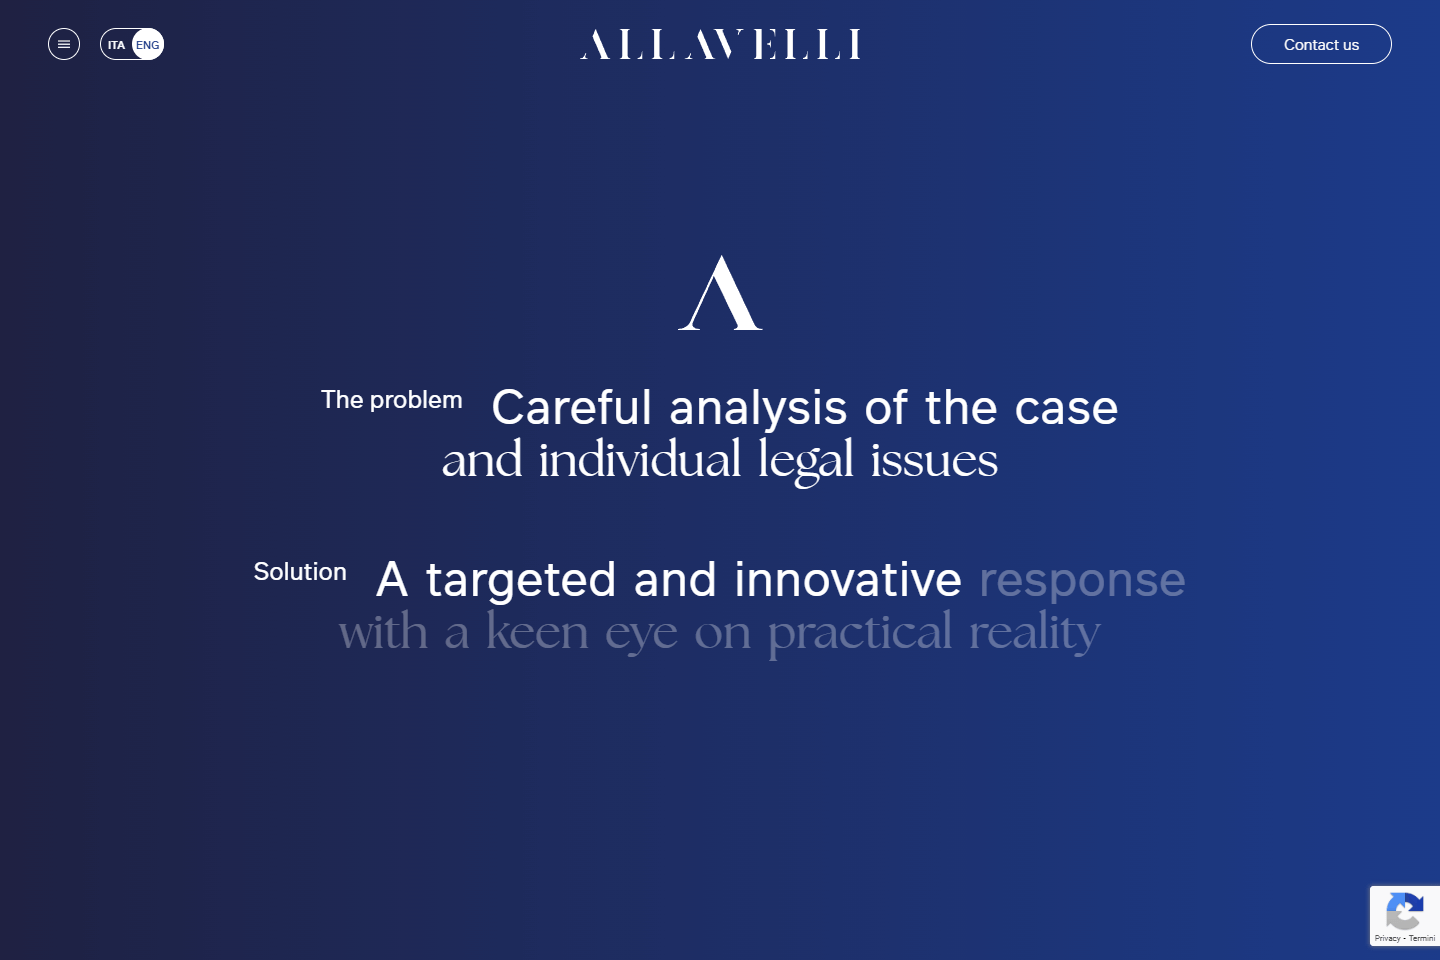 ITA ENG
ALLAVELLI
Contact us
A
The problem
Careful analysis of the case
and individual legal issues
Solution
A targeted and innovative response
with a keen eye on practical reality
Privacy - Termini